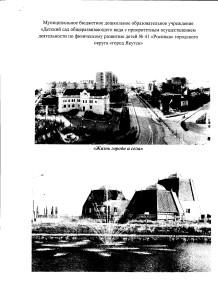 Муниципальное бюджетное дошкольное образовательное учреждение
«Детский сад общеразвивающего вида с приоритетным осуществлением
деятельности по физическому развитию детей № 41 «Росинка» городского
округа «город Якутск»
«Жизнь города и села»